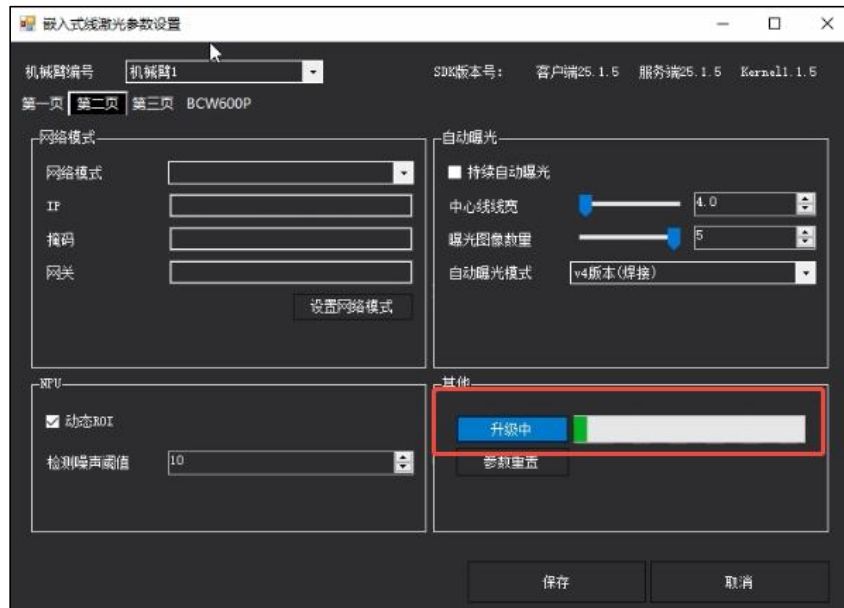 嵌入式线激光参数设置
机械臂编号 机械臂1 SDK版本号: 客户端25.1.5 服务端25.1.5 Kernel1.1.5
第一页 第二页 第三页 BCW600P
网络模式
网络模式
IP
掩码
网关
设置网络模式
自动曝光
持续自动曝光
中心线线宽 4.0
曝光图像数量 5
自动曝光模式 v4版本(焊接)
NPU
动态ROI
检测噪声阈值 10
其他
升级中
参数重置
保存 取消